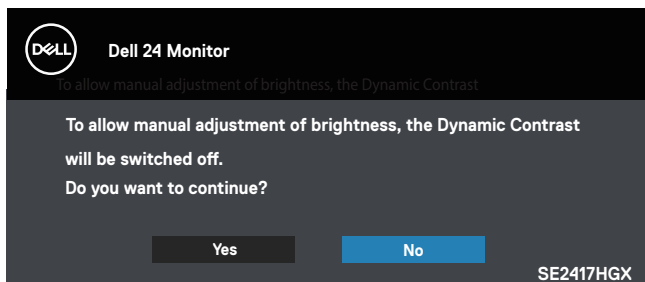 DELL
Dell 24 Monitor
To allow manual adjustment of brightness, the Dynamic Contrast
To allow manual adjustment of brightness, the Dynamic Contrast
will be switched off.
Do you want to continue?
Yes
No
SE2417HGX